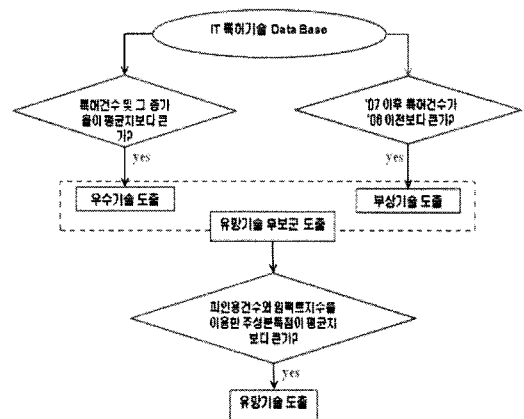 IT 특허기술 Data Base
특허건수 및 그 증가
율이 평균치보다 큰
가?
'07 이후 특허건수가
'06 이전보다 큰가?
yes
yes
우수기술 도출
부상기술 도출
유망기술 후보군 도출
피인용건수와 임팩트지수를
이용한 주성분득점이 평균치
보다 큰가?
yes
유망기술 도출